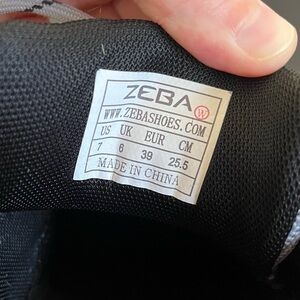 ZEBA W
WWW.ZEBASHOES.COM
US UK EUR CM
7 6 39 25.5
MADE IN CHINA